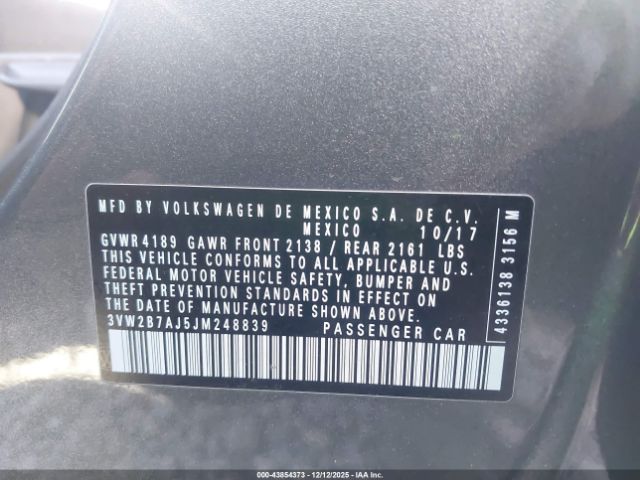 MFD BY VOLKSWAGEN DE MEXICO S.A. DE C.V.
MEXICO 10/17
GVWR 4189 GAWR FRONT 2138 / REAR 2161 LBS
THIS VEHICLE CONFORMS TO ALL APPLICABLE U.S.
FEDERAL MOTOR VEHICLE SAFETY, BUMPER AND
THEFT PREVENTION STANDARDS IN EFFECT ON
THE DATE OF MANUFACTURE SHOWN ABOVE.
3VW2B7AJ5JM248839 PASSENGER CAR
4336138 3156 M
000-43854373 - 12/12/2025 - IAAI.COM